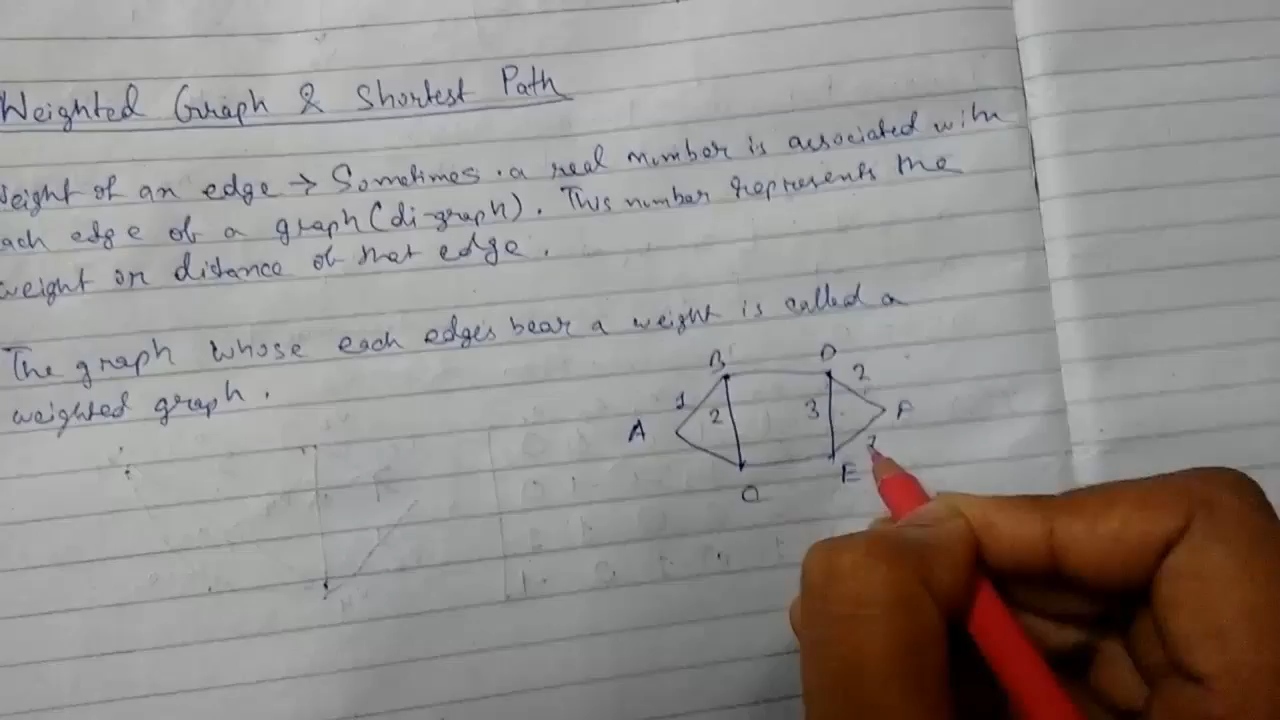 Weighted Graph & Shortest Path
Weight of an edge → Sometimes a real number is associated with
each edge of a graph (di-graph). This number represents the
weight or distance of that edge.
The graph whose each edges bear a weight is called a
weighted graph.
B D
2
1 2 3 F
A
E
C